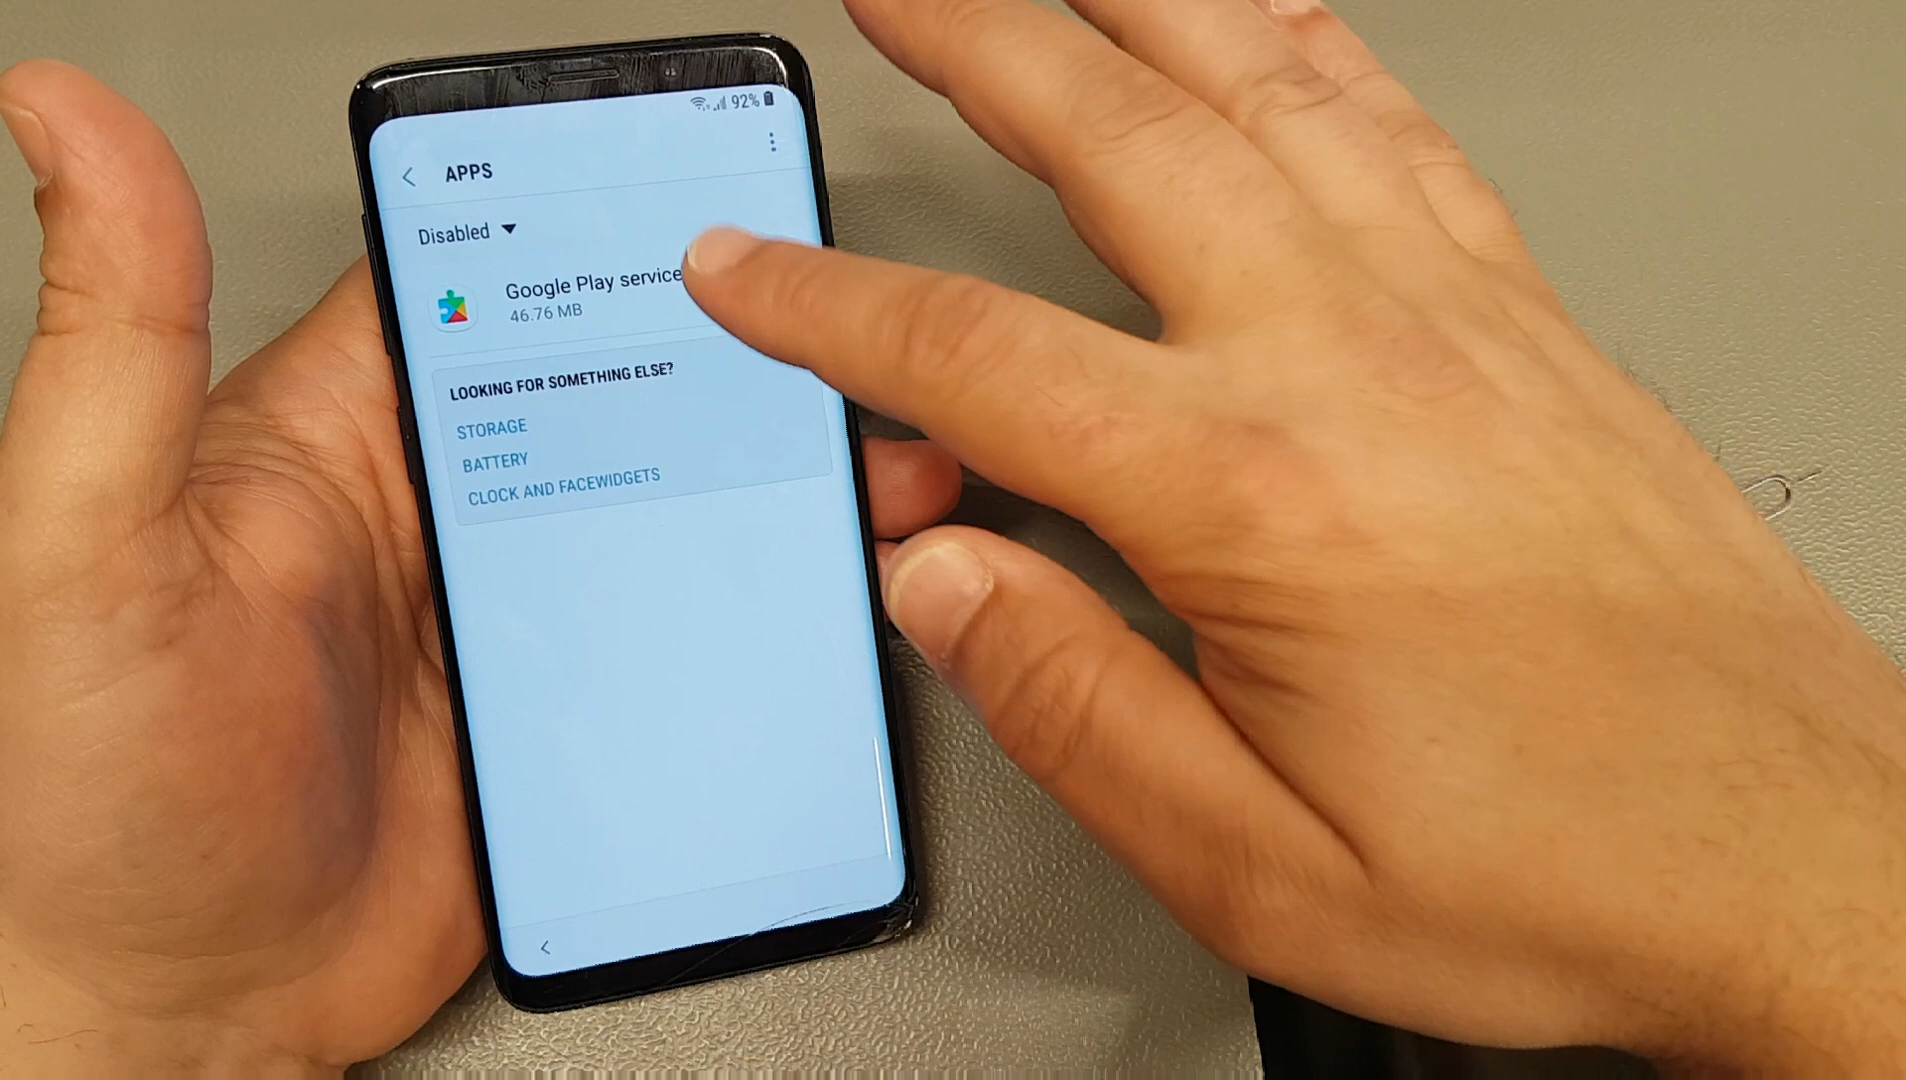 92%
APPS
Disabled
Google Play service
46.76 MB
LOOKING FOR SOMETHING ELSE?
STORAGE
BATTERY
CLOCK AND FACEWIDGETS